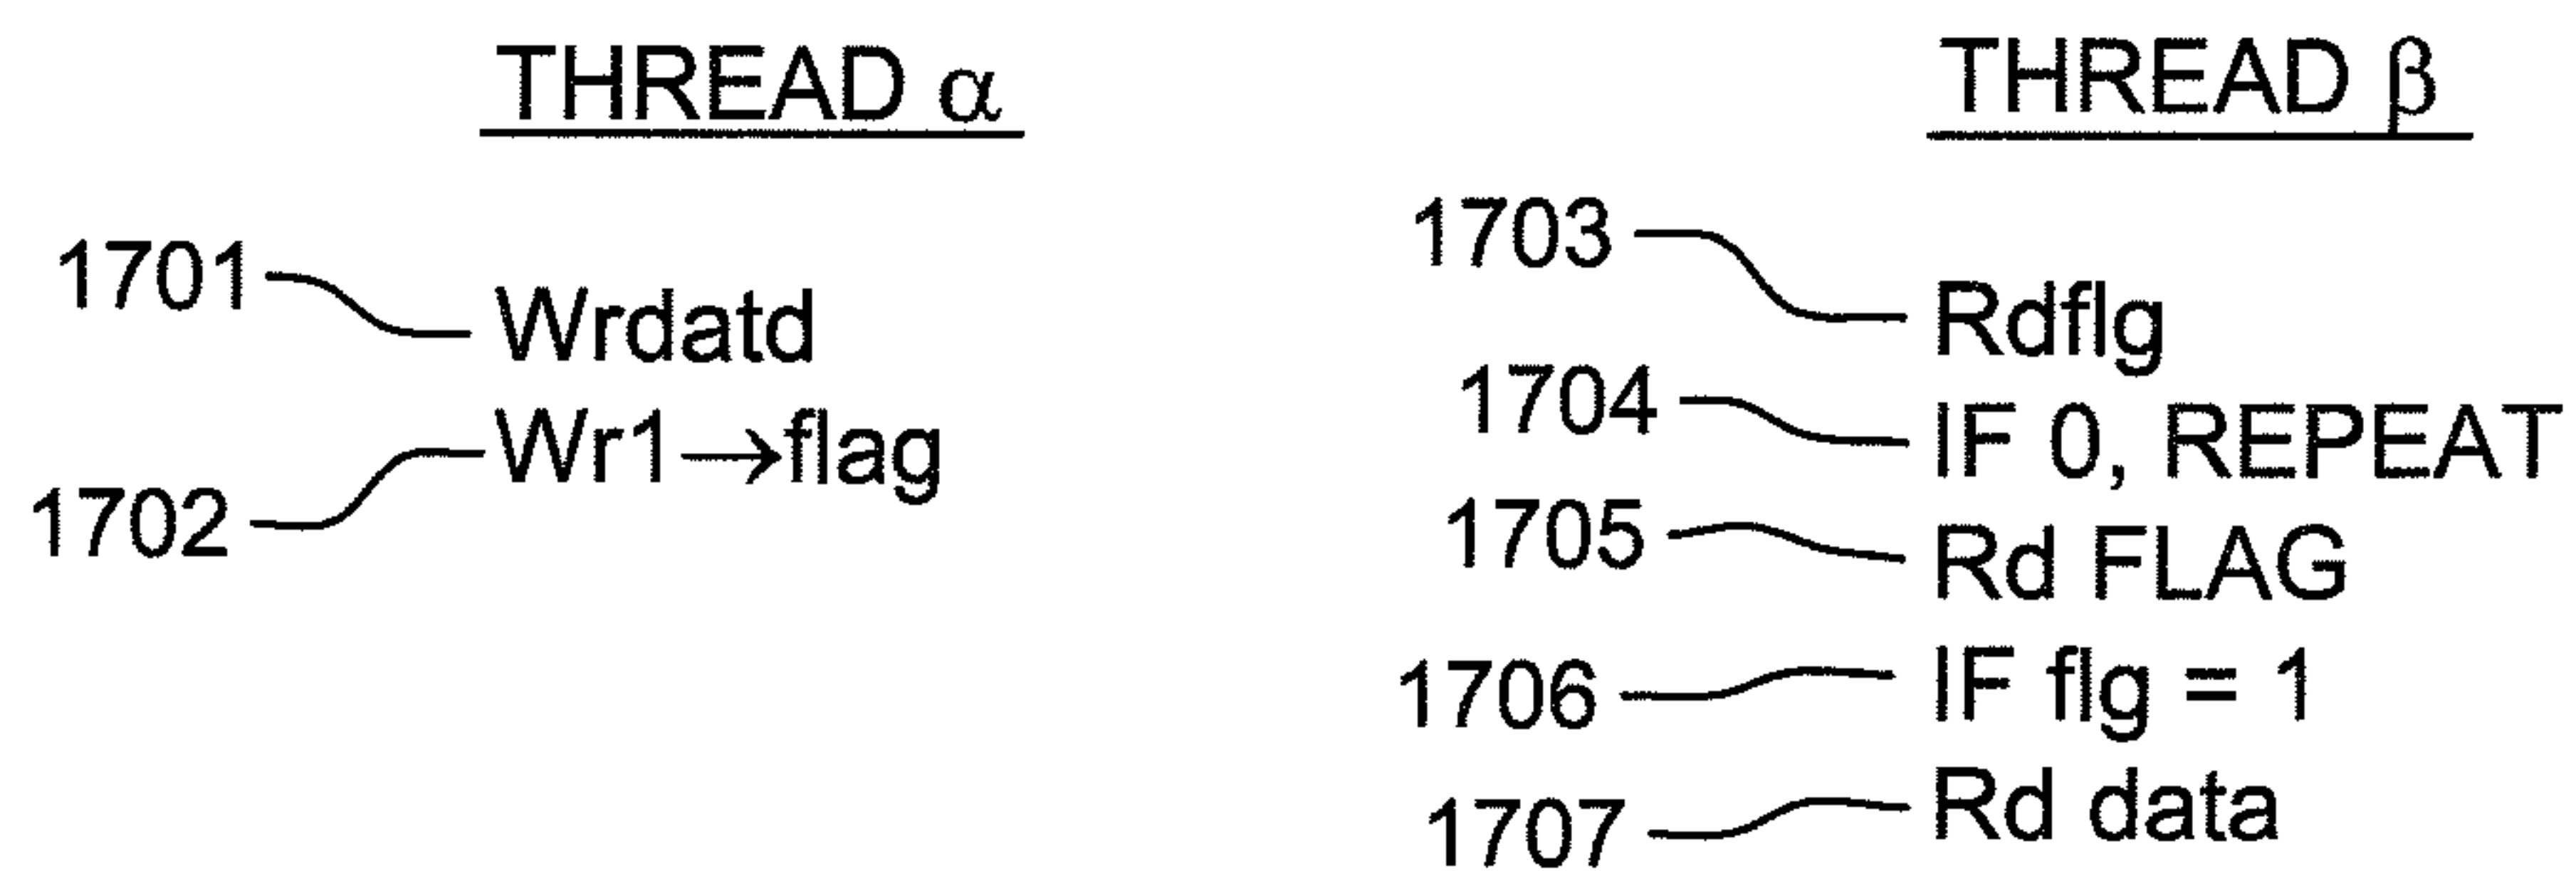 THREAD α
1701 Wrdatd
1702 Wr1→flag
THREAD β
1703 Rdflg
1704 IF 0, REPEAT
1705 Rd FLAG
1706 IF flg = 1
1707 Rd data